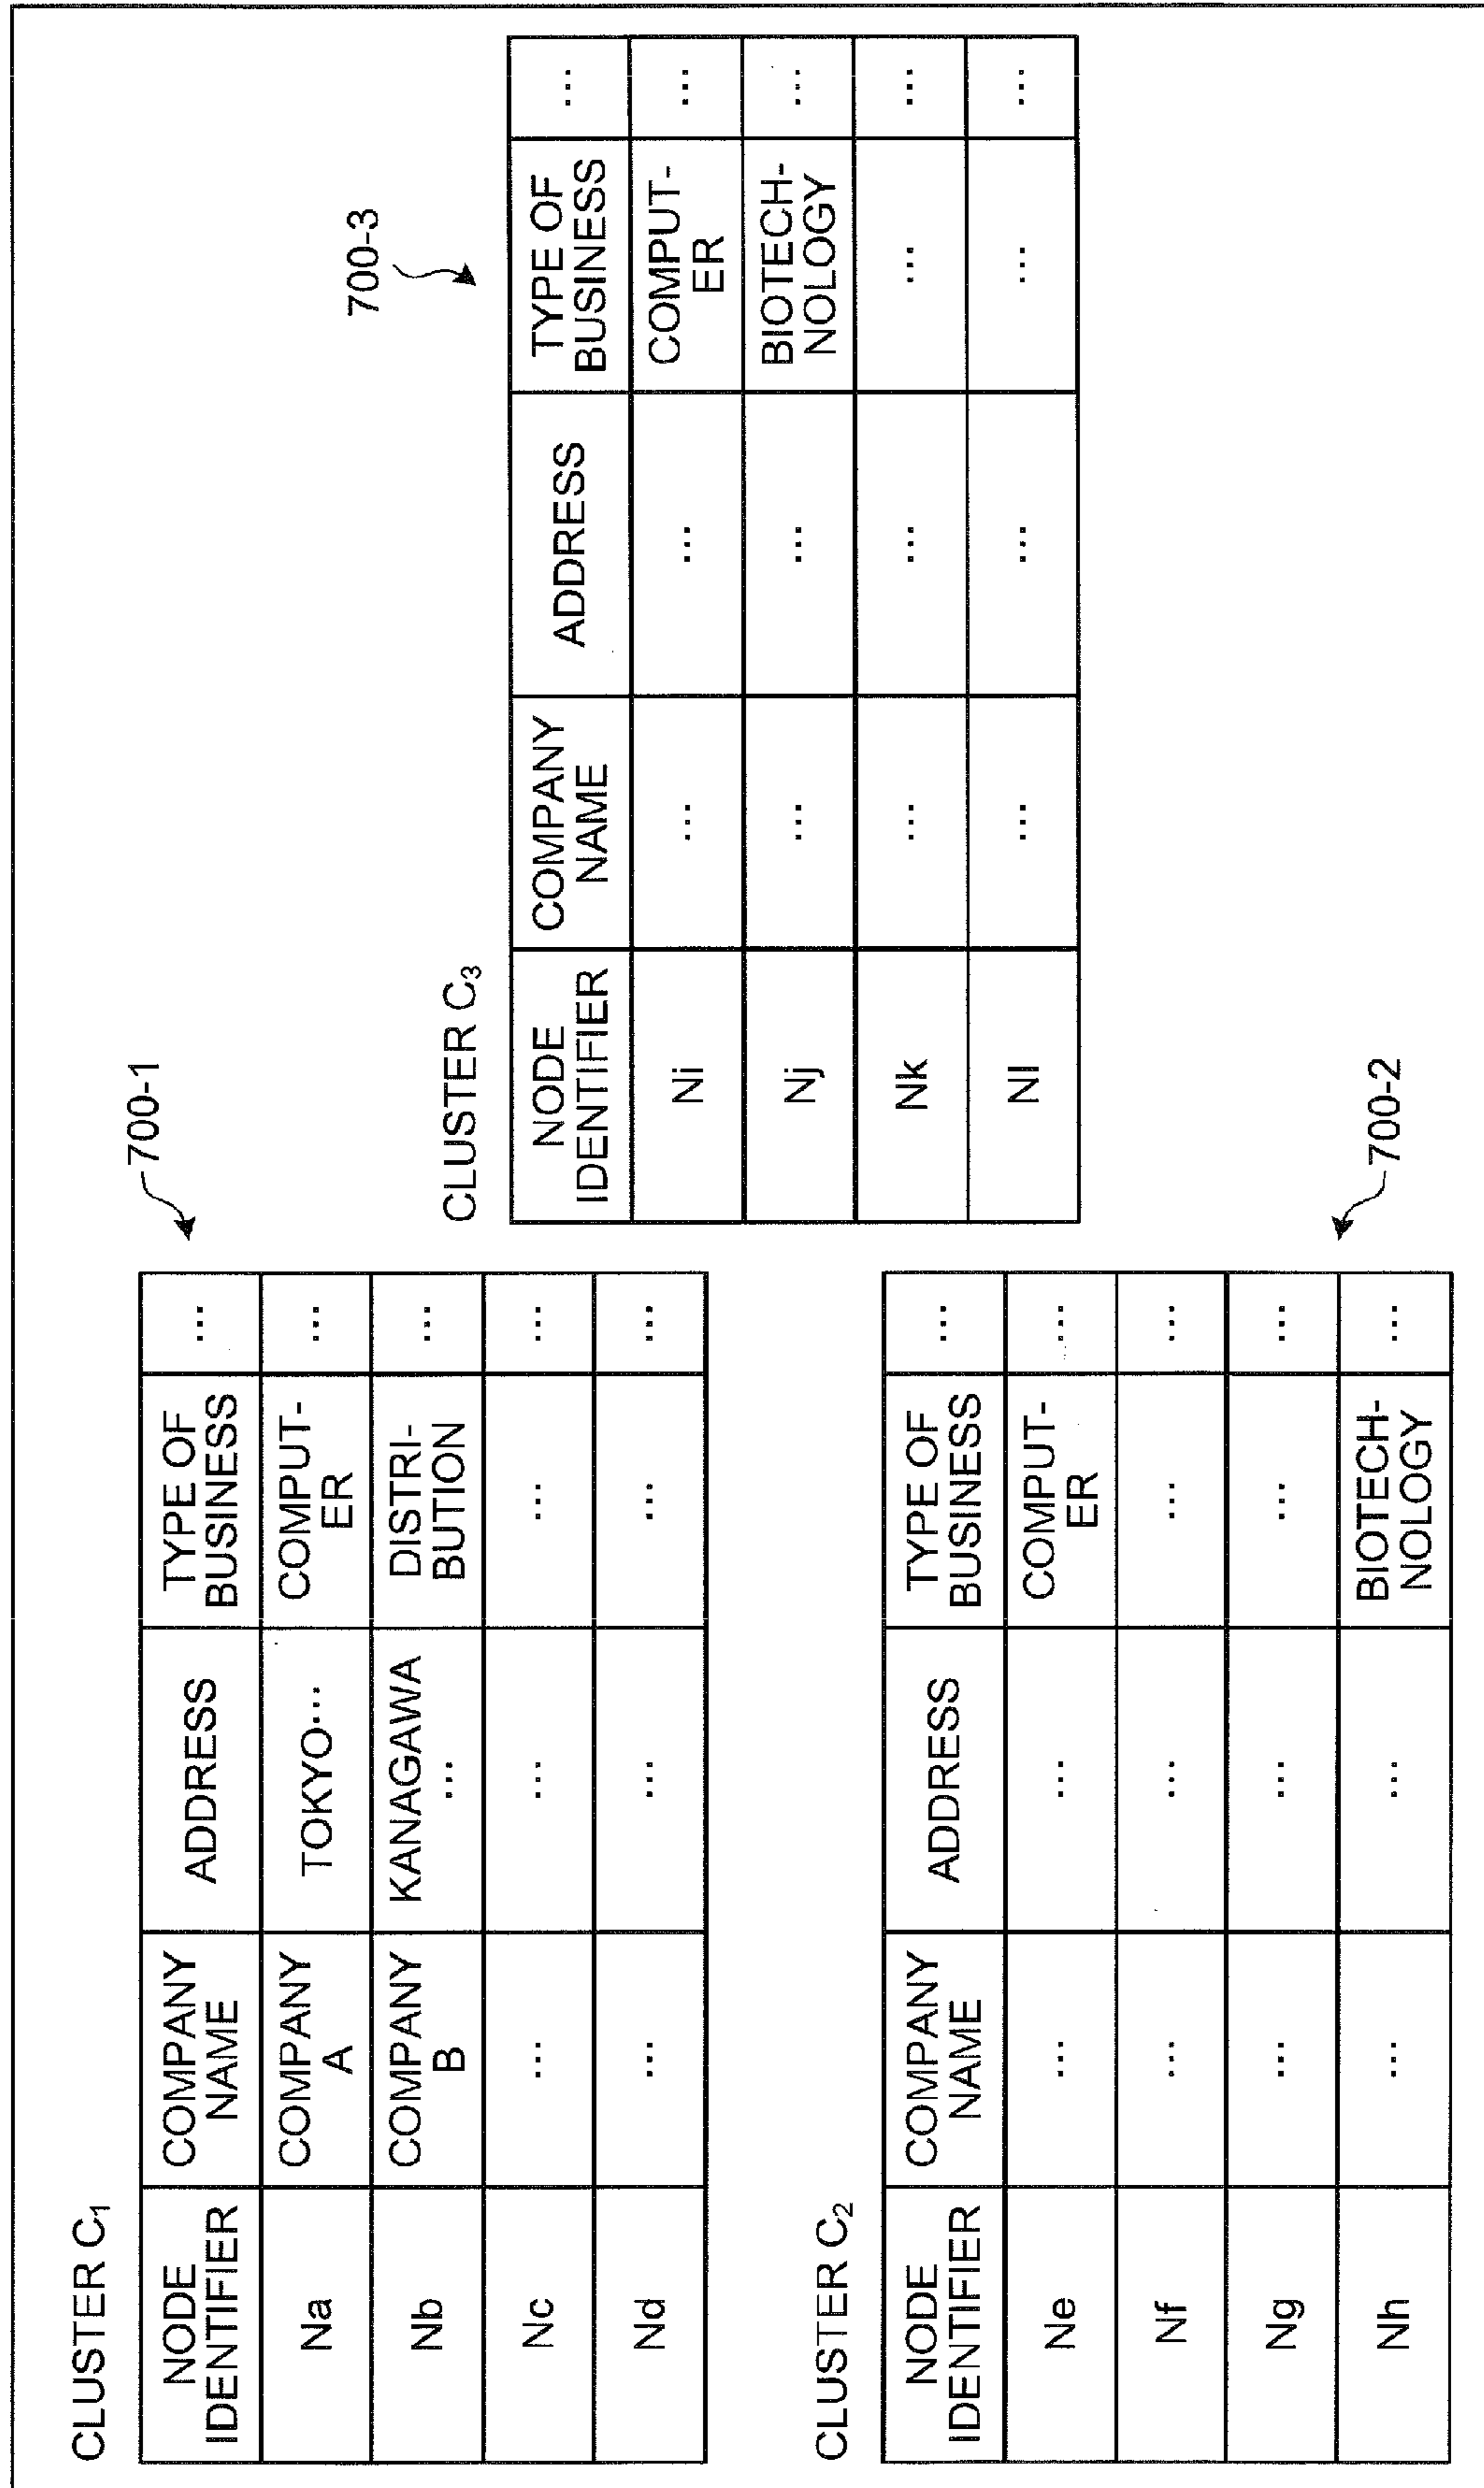 CLUSTER C1
700-1
NODE IDENTIFIER COMPANY NAME ADDRESS TYPE OF BUSINESS ...
Na COMPANY A TOKYO... COMPUT-ER ...
Nb COMPANY B KANAGAWA ... DISTRI-BUTION ...
Nc ... ... ... ...
Nd ... ... ... ...
CLUSTER C2
700-2
NODE IDENTIFIER COMPANY NAME ADDRESS TYPE OF BUSINESS ...
Ne ... ... COMPUT-ER ...
Nf ... ... ... ...
Ng ... ... ... ...
Nh ... ... BIOTECH-NOLOGY ...
CLUSTER C3
700-3
NODE IDENTIFIER COMPANY NAME ADDRESS TYPE OF BUSINESS ...
Ni ... ... COMPUT-ER ...
Nj ... ... BIOTECH-NOLOGY ...
Nk ... ... ... ...
Nl ... ... ... ...